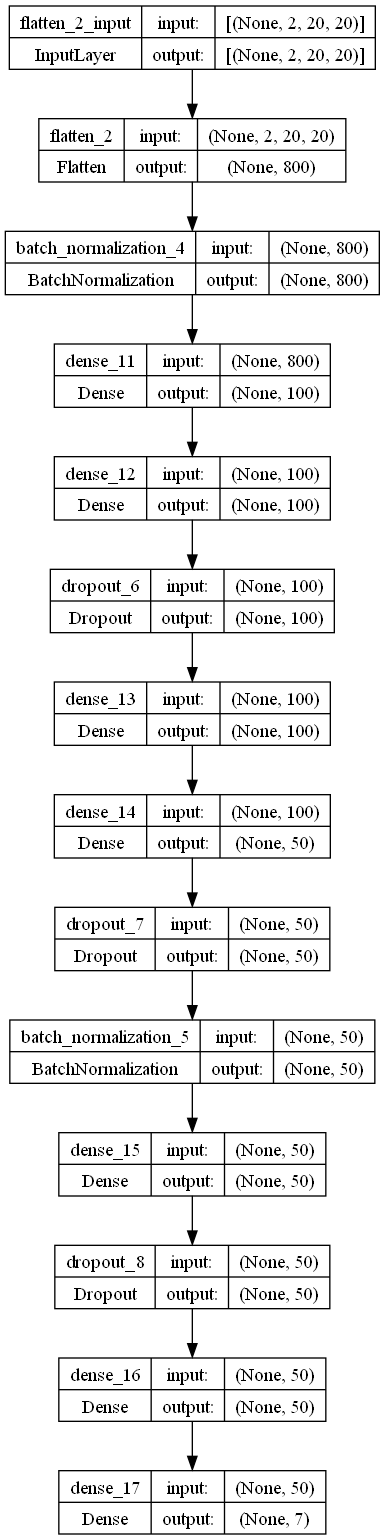 flatten_2_input input: [(None, 2, 20, 20)]
InputLayer output: [(None, 2, 20, 20)]
flatten_2 input: (None, 2, 20, 20)
Flatten output: (None, 800)
batch_normalization_4 input: (None, 800)
BatchNormalization output: (None, 800)
dense_11 input: (None, 800)
Dense output: (None, 100)
dense_12 input: (None, 100)
Dense output: (None, 100)
dropout_6 input: (None, 100)
Dropout output: (None, 100)
dense_13 input: (None, 100)
Dense output: (None, 100)
dense_14 input: (None, 100)
Dense output: (None, 50)
dropout_7 input: (None, 50)
Dropout output: (None, 50)
batch_normalization_5 input: (None, 50)
BatchNormalization output: (None, 50)
dense_15 input: (None, 50)
Dense output: (None, 50)
dropout_8 input: (None, 50)
Dropout output: (None, 50)
dense_16 input: (None, 50)
Dense output: (None, 50)
dense_17 input: (None, 50)
Dense output: (None, 7)